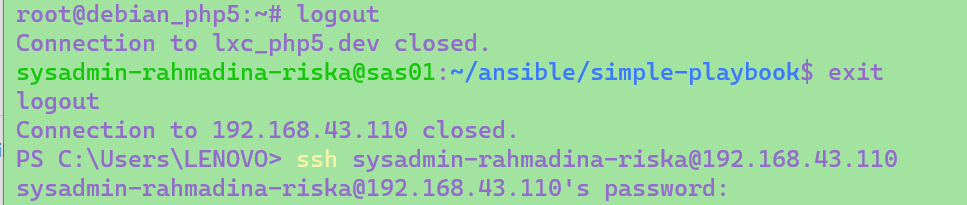 root@debian_php5:~# logout
Connection to lxc_php5.dev closed.
sysadmin-rahmadina-riska@sas01:~/ansible/simple-playbook$ exit
logout
Connection to 192.168.43.110 closed.
PS C:\Users\LENOVO> ssh sysadmin-rahmadina-riska@192.168.43.110
sysadmin-rahmadina-riska@192.168.43.110's password: